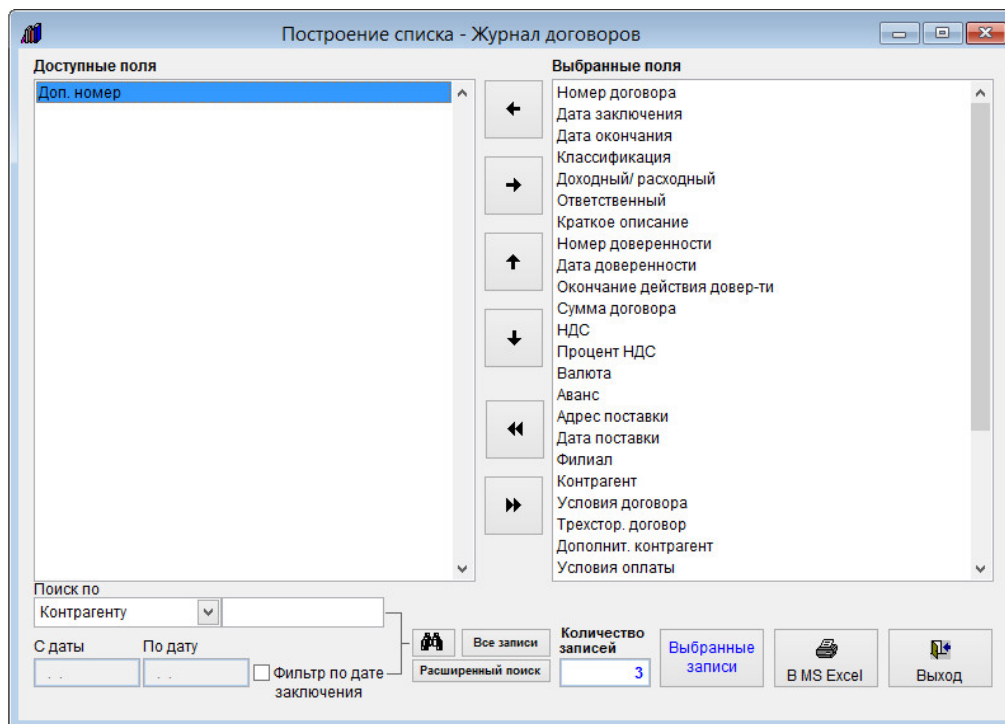 Построение списка - Журнал договоров
Доступные поля
Доп. номер
Выбранные поля
Номер договора
Дата заключения
Дата окончания
Классификация
Доходный/ расходный
Ответственный
Краткое описание
Номер доверенности
Дата доверенности
Окончание действия довер-ти
Сумма договора
НДС
Процент НДС
Валюта
Аванс
Адрес поставки
Дата поставки
Филиал
Контрагент
Условия договора
Трехстор. договор
Дополнит. контрагент
Условия оплаты
Поиск по
Контрагенту
С даты
По дату
. .
. .
Фильтр по дате
заключения
Все записи
Расширенный поиск
Количество
записей
3
Выбранные
записи
В MS Excel
Выход